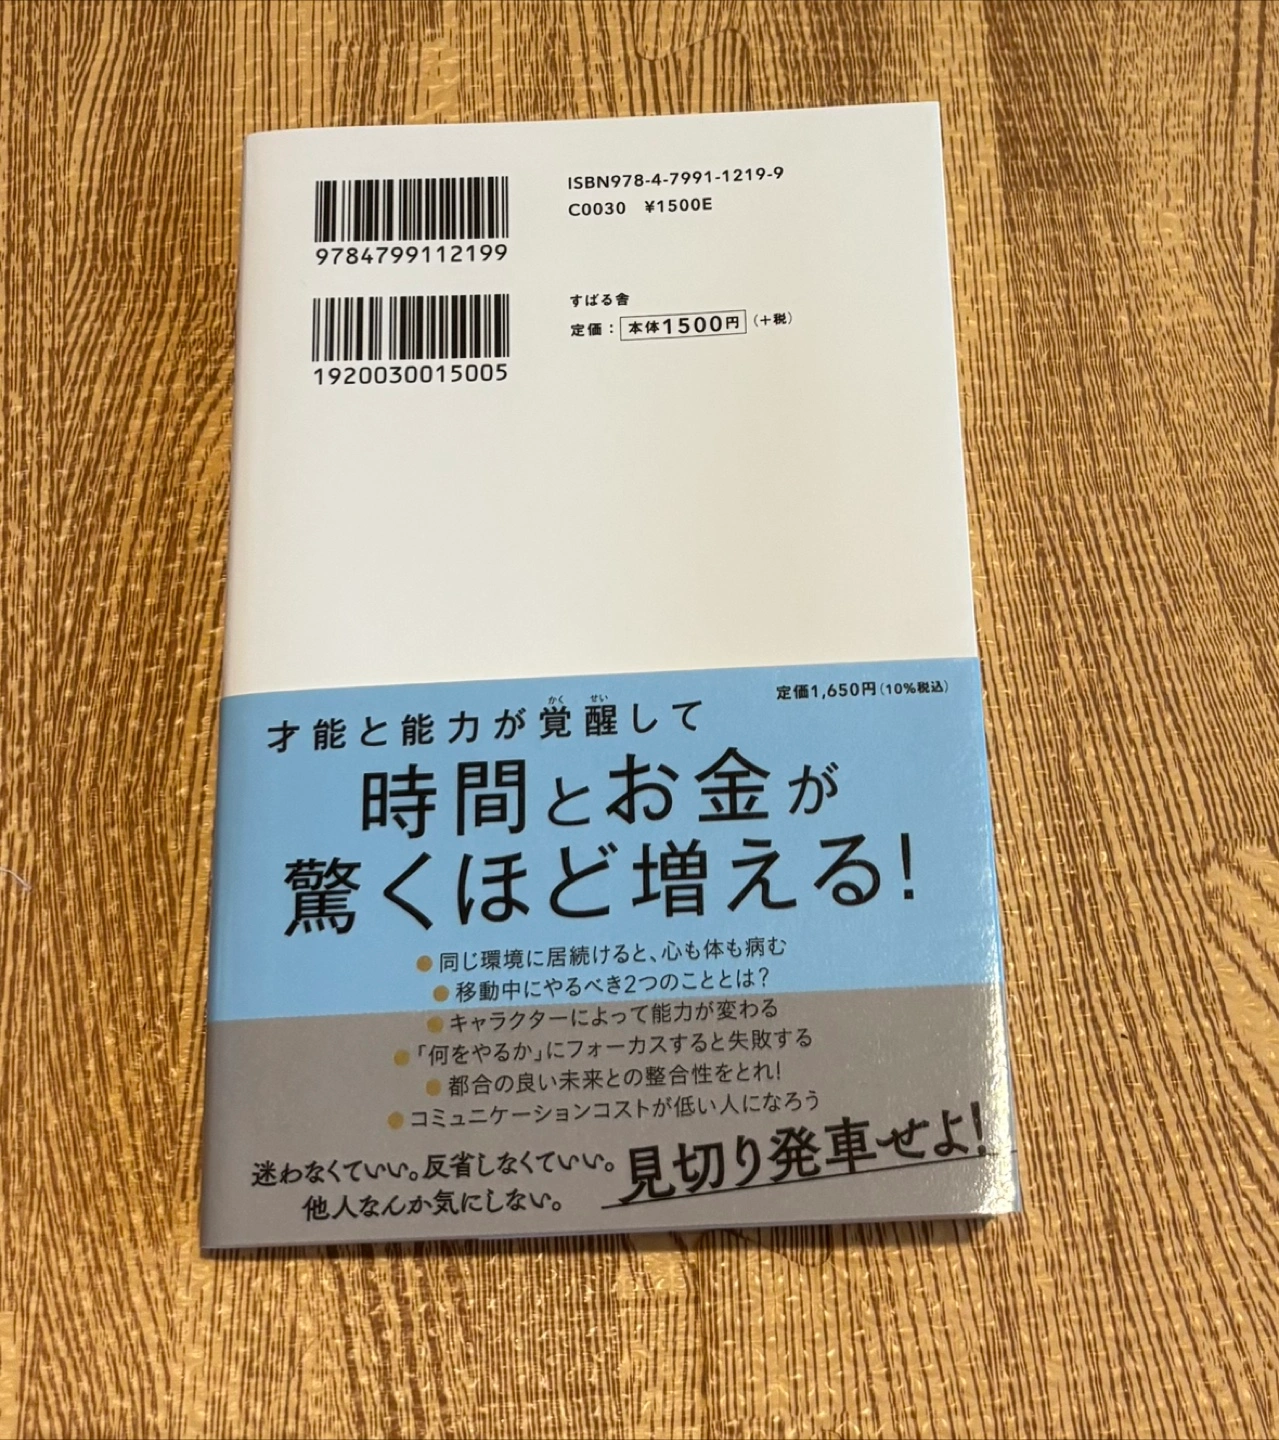 9784799112199
ISBN978-4-7991-1219-9
C0030 ¥1500E
1920030015005
すばる舎
定価：本体1500円（+税）
定価1,650円（10%税込）
かく せい
才能と能力が覚醒して
時間とお金が
驚くほど増える!
●同じ環境に居続けると、心も体も病む
●移動中にやるべき2つのこととは？
●キャラクターによって能力が変わる
●「何をやるか」にフォーカスすると失敗する
●都合の良い未来との整合性をとれ!
●コミュニケーションコストが低い人になろう
迷わなくていい。反省しなくていい。
他人なんか気にしない。
見切り発車せよ!